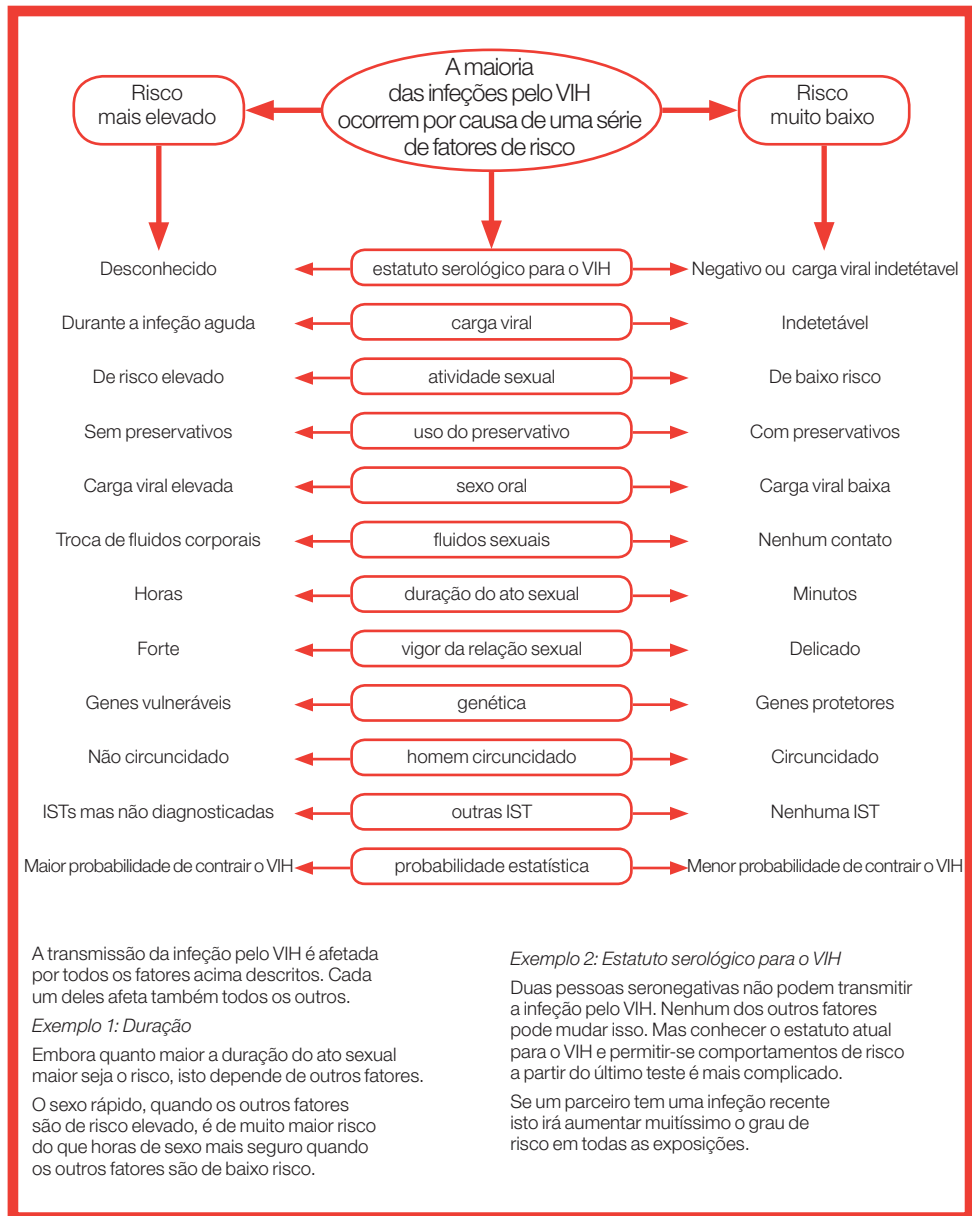 A maioria
das infeções pelo VIH
ocorrem por causa de uma série
de fatores de risco
Risco
mais elevado
Risco
muito baixo
Desconhecido estatuto serológico para o VIH Negativo ou carga viral indetétavel
Durante a infeção aguda carga viral Indetetável
De risco elevado atividade sexual De baixo risco
Sem preservativos uso do preservativo Com preservativos
Carga viral elevada sexo oral Carga viral baixa
Troca de fluidos corporais fluidos sexuais Nenhum contato
Horas duração do ato sexual Minutos
Forte vigor da relação sexual Delicado
Genes vulneráveis genética Genes protetores
Não circuncidado homem circuncidado Circuncidado
ISTs mas não diagnosticadas outras IST Nenhuma IST
Maior probabilidade de contrair o VIH probabilidade estatística Menor probabilidade de contrair o VIH
A transmissão da infeção pelo VIH é afetada
por todos os fatores acima descritos. Cada
um deles afeta também todos os outros.
Exemplo 1: Duração
Embora quanto maior a duração do ato sexual
maior seja o risco, isto depende de outros fatores.
O sexo rápido, quando os outros fatores
são de risco elevado, é de muito maior risco
do que horas de sexo mais seguro quando
os outros fatores são de baixo risco.
Exemplo 2: Estatuto serológico para o VIH
Duas pessoas seronegativas não podem transmitir
a infeção pelo VIH. Nenhum dos outros fatores
pode mudar isso. Mas conhecer o estatuto atual
para o VIH e permitir-se comportamentos de risco
a partir do último teste é mais complicado.
Se um parceiro tem uma infeção recente
isto irá aumentar muitíssimo o grau de
risco em todas as exposições.